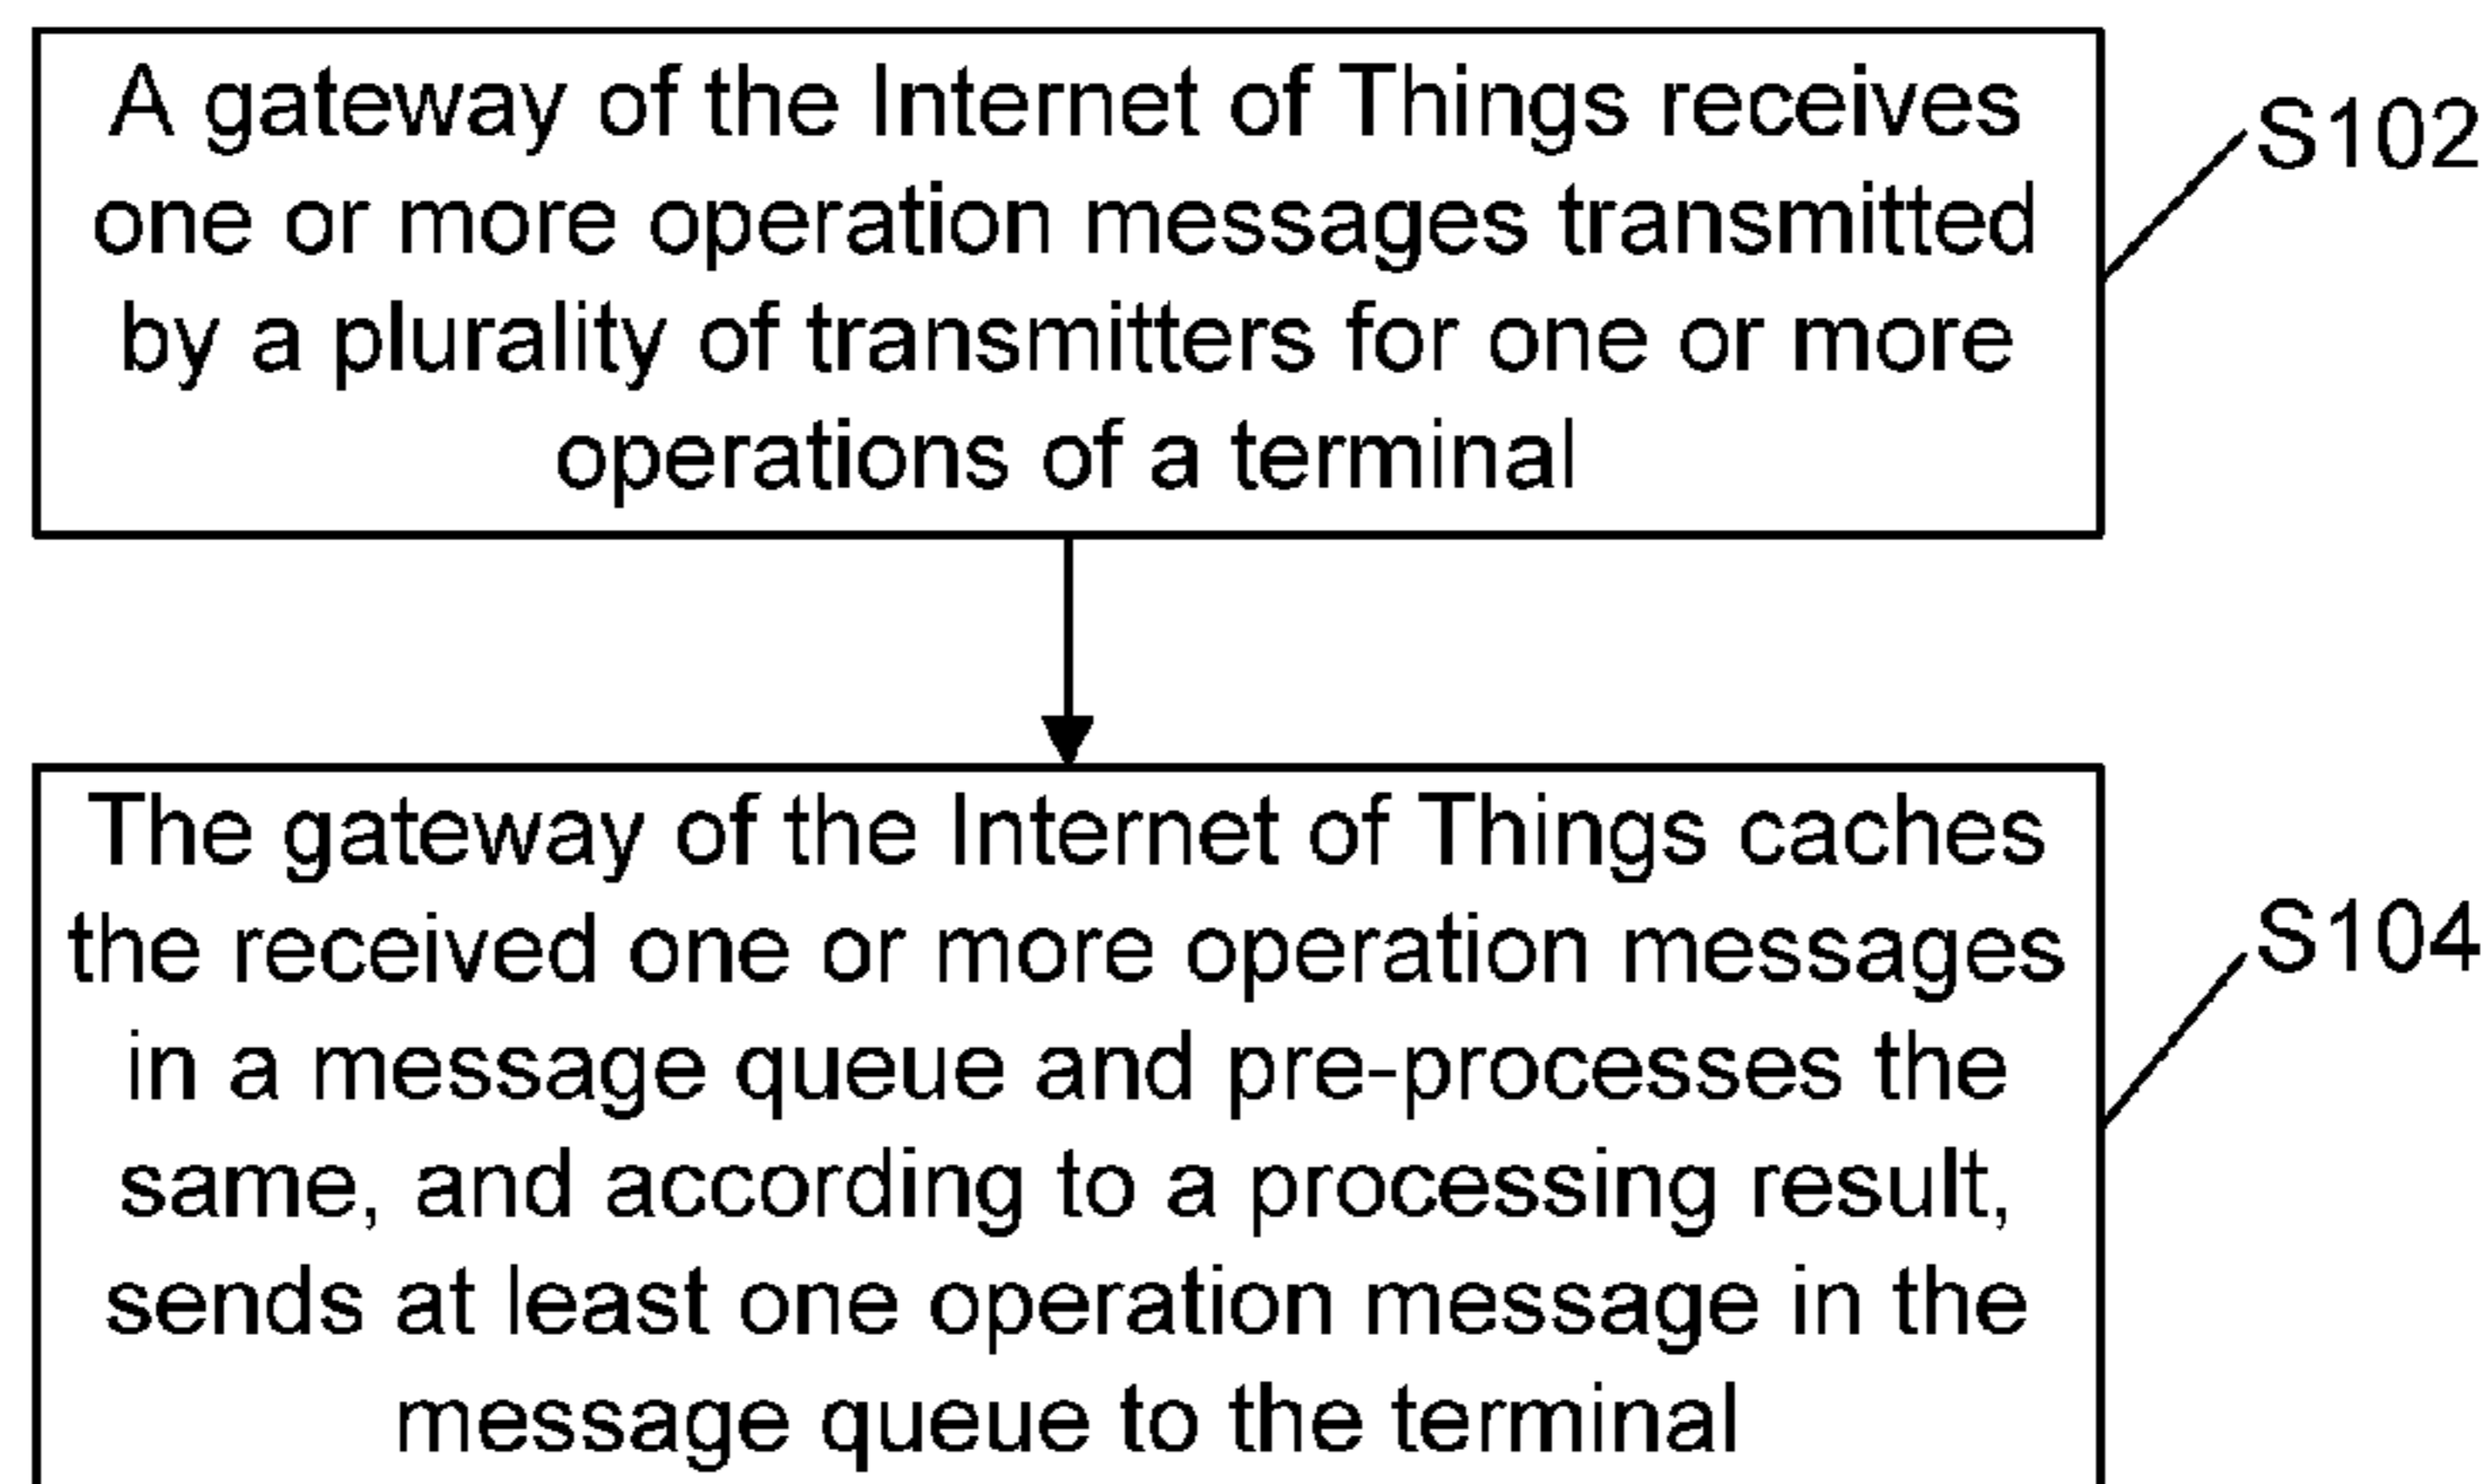 A gateway of the Internet of Things receives
one or more operation messages transmitted
by a plurality of transmitters for one or more
operations of a terminal
S102
The gateway of the Internet of Things caches
the received one or more operation messages
in a message queue and pre-processes the
same, and according to a processing result,
sends at least one operation message in the
message queue to the terminal
S104